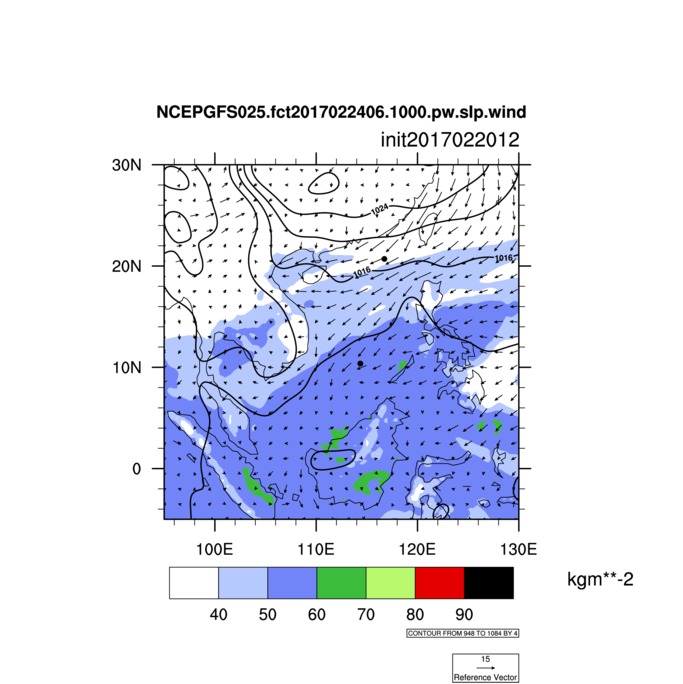 NCEPGFS025.fct2017022406.1000.pw.slp.wind
init2017022012
30N
1024
20N
1016
1016
10N
0
100E 110E 120E 130E
kgm**-2
40 50 60 70 80 90
CONTOUR FROM 948 TO 1084 BY 4
15
Reference Vector